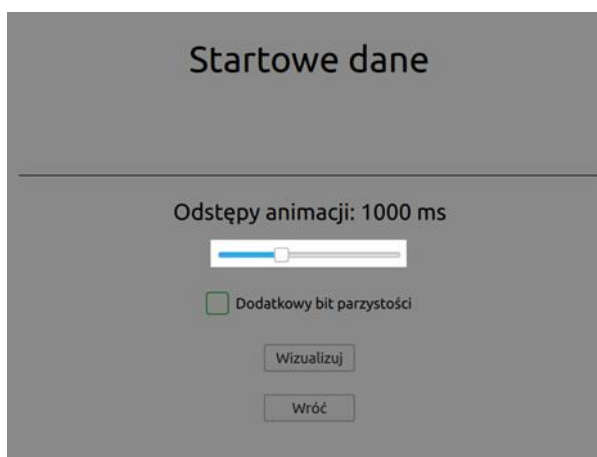 Startowe dane
Odstępy animacji: 1000 ms
Dodatkowy bit parzystości
Wizualizuj
Wróć